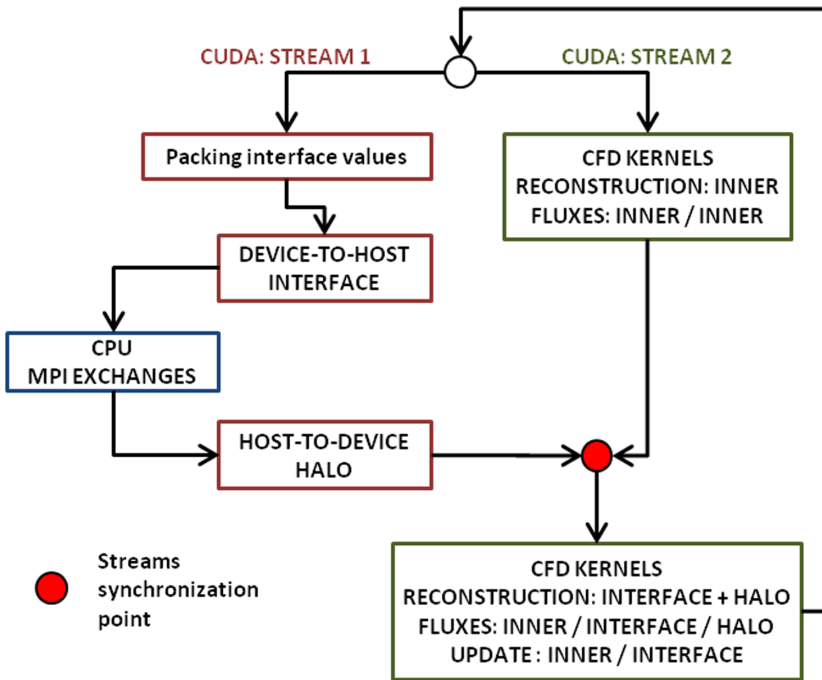 CUDA: STREAM 1
CUDA: STREAM 2
Packing interface values
CFD KERNELS
RECONSTRUCTION: INNER
FLUXES: INNER / INNER
DEVICE-TO-HOST
INTERFACE
CPU
MPI EXCHANGES
HOST-TO-DEVICE
HALO
Streams
synchronization
point
CFD KERNELS
RECONSTRUCTION: INTERFACE + HALO
FLUXES: INNER / INTERFACE / HALO
UPDATE : INNER / INTERFACE